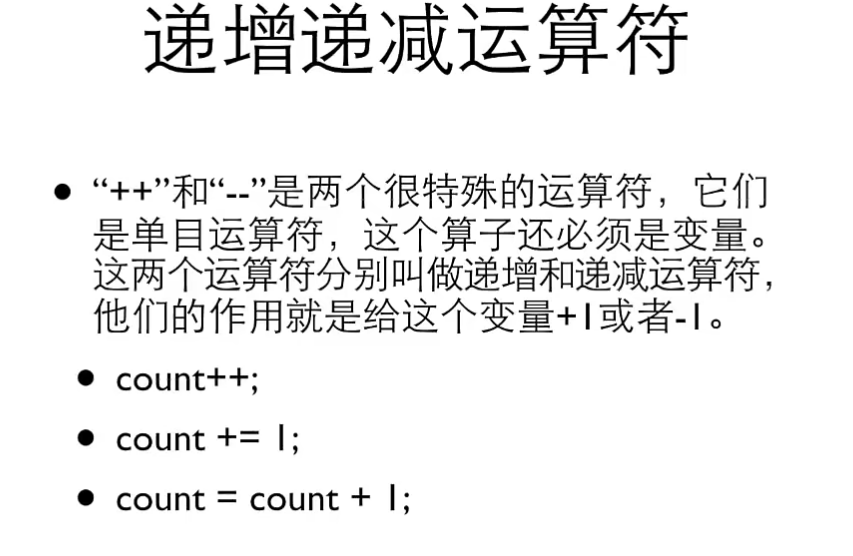 递增递减运算符
• “++”和“--”是两个很特殊的运算符，它们
是单目运算符，这个算子还必须是变量。
这两个运算符分别叫做递增和递减运算符，
他们的作用就是给这个变量+1或者-1。
• count++;
• count += 1;
• count = count + 1;